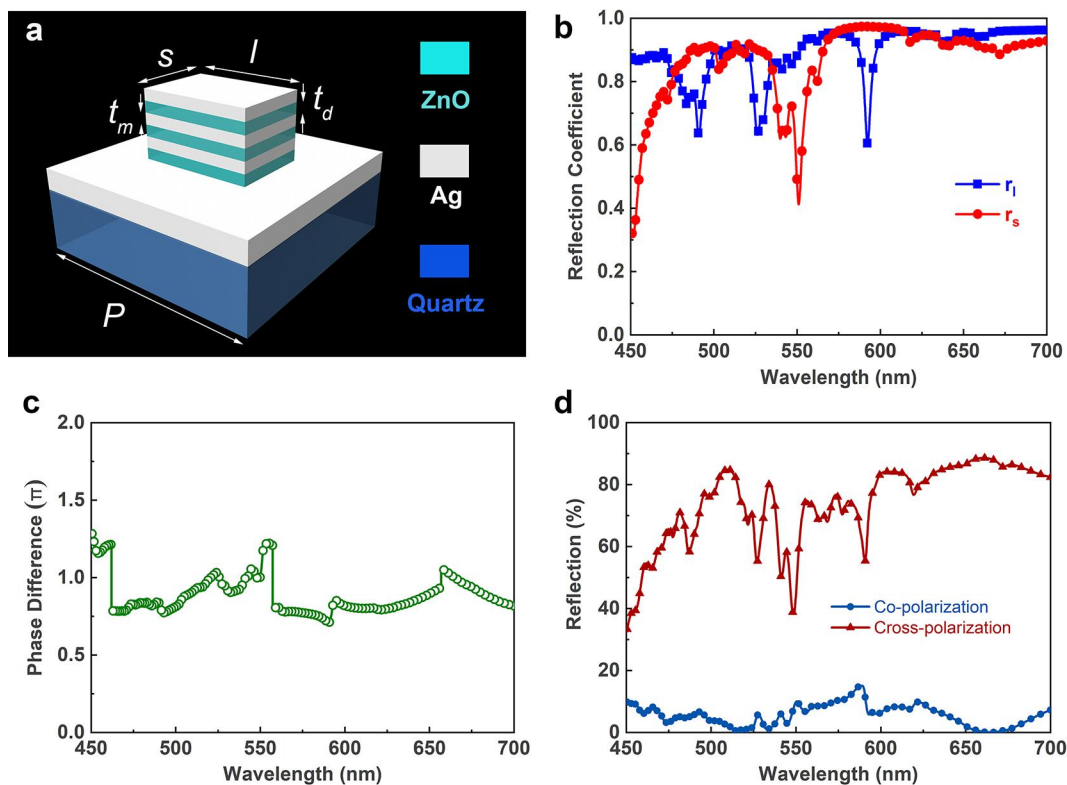 a
s
l
t_m
t_d
P
ZnO
Ag
Quartz
b
Reflection Coefficient
1.0
0.8
0.6
0.4
0.2
0.0
r_l
r_s
450 500 550 600 650 700
Wavelength (nm)
c
Phase Difference (π)
2.0
1.5
1.0
0.5
0.0
450 500 550 600 650 700
Wavelength (nm)
d
Reflection (%)
100
80
60
40
20
0
Co-polarization
Cross-polarization
450 500 550 600 650 700
Wavelength (nm)